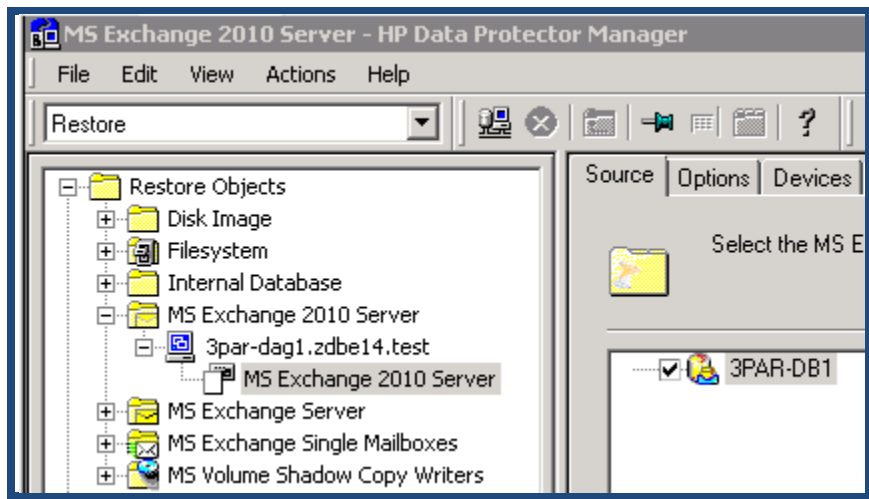 MS Exchange 2010 Server - HP Data Protector Manager
File Edit View Actions Help
Restore
Restore Objects
Disk Image
Filesystem
Internal Database
MS Exchange 2010 Server
3par-dag1.zdbe14.test
MS Exchange 2010 Server
MS Exchange Server
MS Exchange Single Mailboxes
MS Volume Shadow Copy Writers
Source Options Devices
Select the MS E
3PAR-DB1